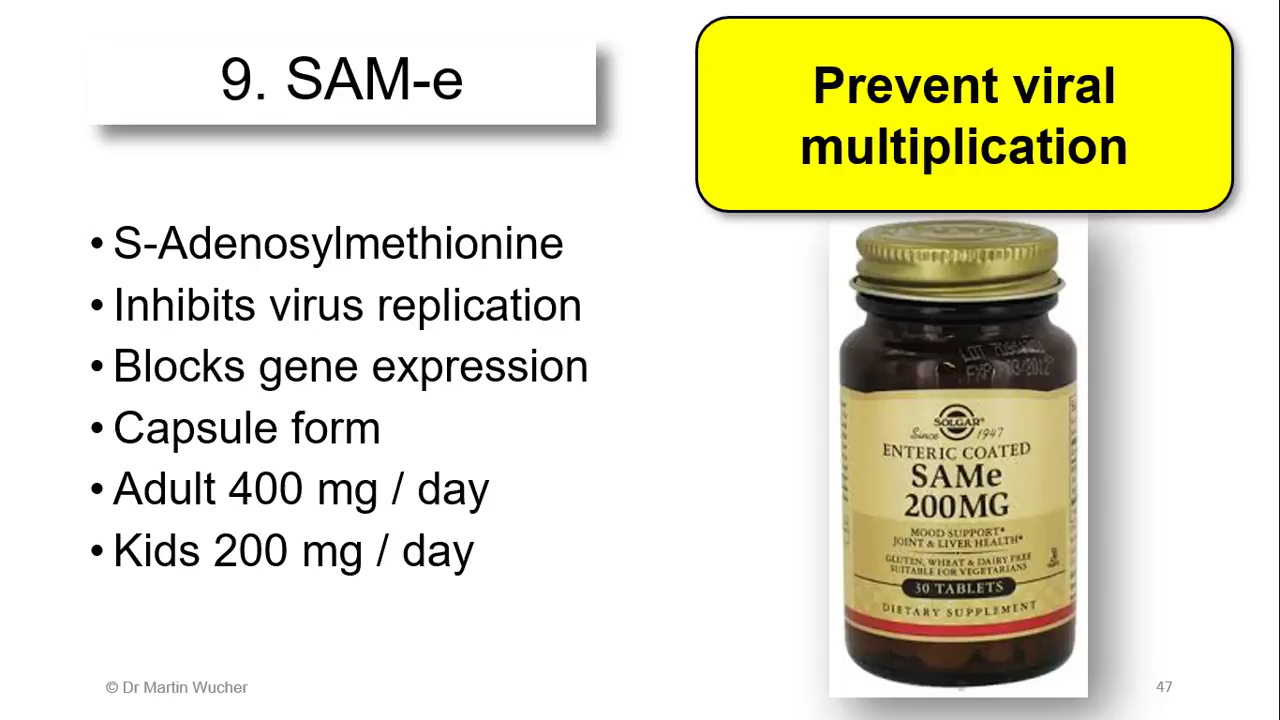 9. SAM-e
Prevent viral
multiplication
• S-Adenosylmethionine
• Inhibits virus replication
• Blocks gene expression
• Capsule form
• Adult 400 mg / day
• Kids 200 mg / day
SOLGAR
Since 1947
ENTERIC COATED
SAMe
200MG
MOOD SUPPORT*
JOINT & LIVER HEALTH*
GLUTEN, WHEAT & DAIRY FREE
SUITABLE FOR VEGETARIANS
30 TABLETS
DIETARY SUPPLEMENT
© Dr Martin Wucher
47